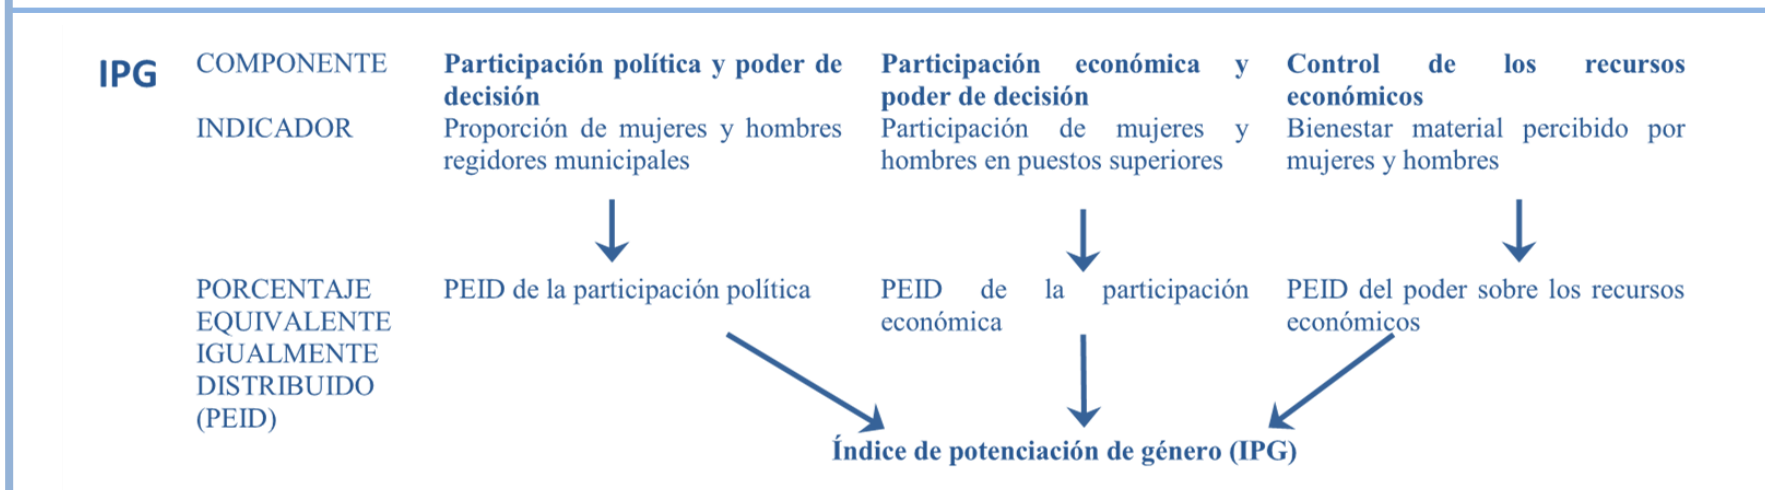 IPG
COMPONENTE
Participación política y poder de
decisión
Participación económica y
poder de decisión
Control de los recursos
económicos
INDICADOR
Proporción de mujeres y hombres
regidores municipales
Participación de mujeres y
hombres en puestos superiores
Bienestar material percibido por
mujeres y hombres
PORCENTAJE
EQUIVALENTE
IGUALMENTE
DISTRIBUIDO
(PEID)
PEID de la participación política
PEID de la participación
económica
PEID del poder sobre los recursos
económicos
Índice de potenciación de género (IPG)